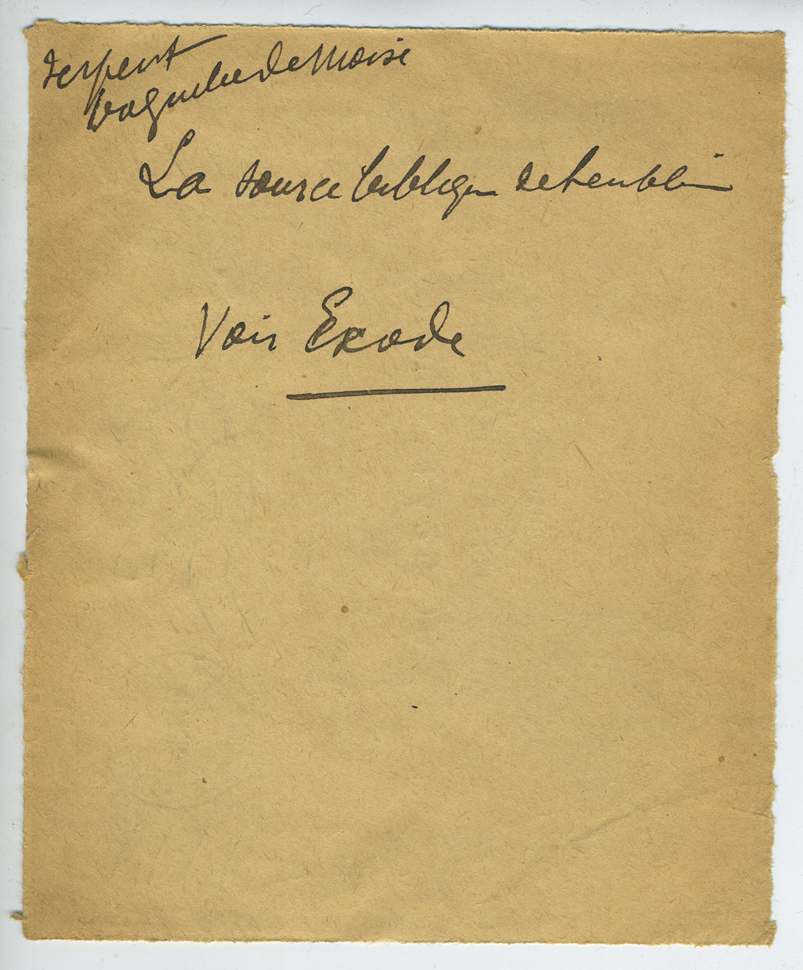 serpent
baguette de Moise
La source biblique de
Voir Exode